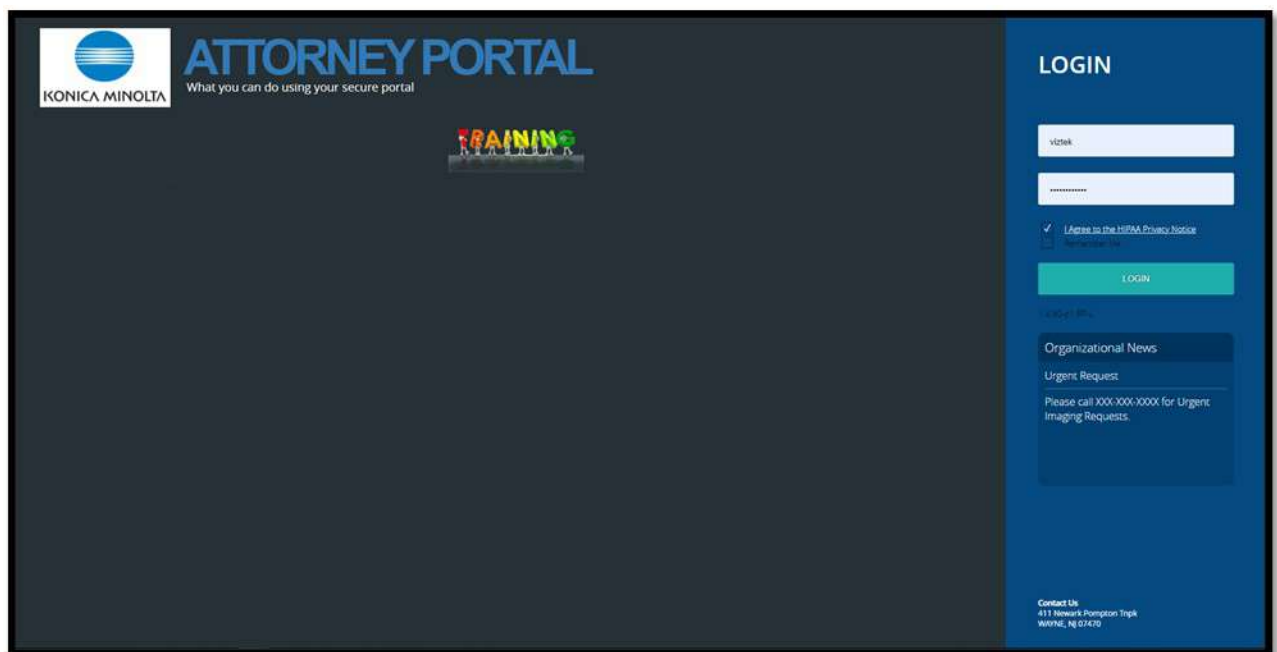 KONICA MINOLTA
ATTORNEY PORTAL
What you can do using your secure portal
TRAINING
LOGIN
viztek
............
I Agree to the HIPAA Privacy Notice
Remember Me
LOGIN
Organizational News
Urgent Request
Please call XXX-XXX-XXXX for Urgent
Imaging Requests.
Contact Us
411 Newark Pompton Tnpk
WAYNE, NJ 07470